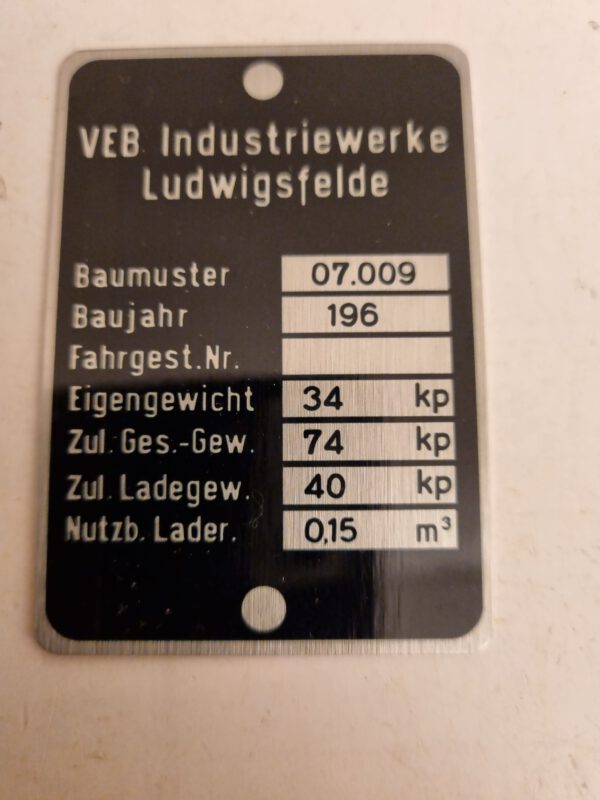 VEB Industriewerke
Ludwigsfelde
Baumuster 07.009
Baujahr 196
Fahrgest.Nr.
Eigengewicht 34 kp
Zul. Ges.-Gew. 74 kp
Zul. Ladegew. 40 kp
Nutzb. Lader. 0,15 m³